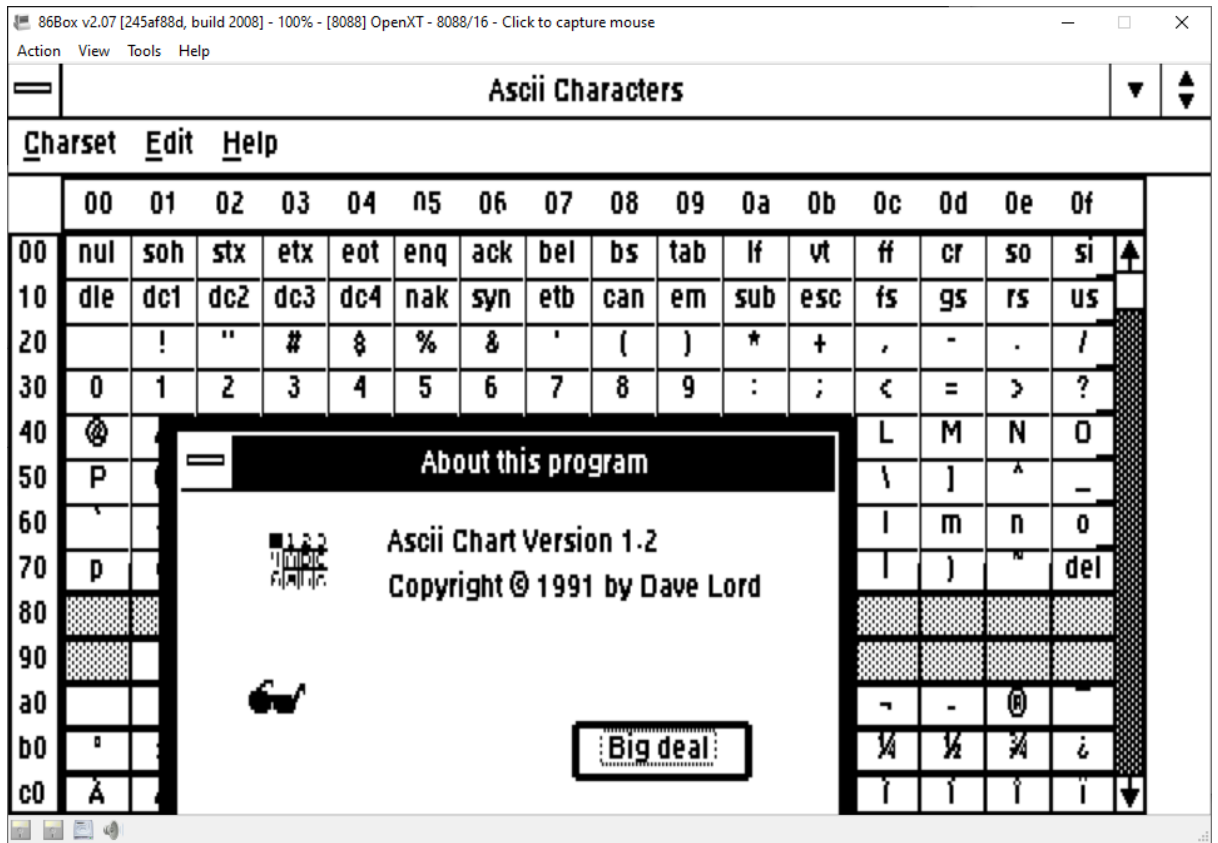 86Box v2.07 [245af88d, build 2008] - 100% - [8088] OpenXT - 8088/16 - Click to capture mouse
Action View Tools Help
Ascii Characters
Charset Edit Help
00 01 02 03 04 05 06 07 08 09 0a 0b 0c 0d 0e 0f
00 nul soh stx etx eot enq ack bel bs tab lf vt ff cr so si
10 dle dc1 dc2 dc3 dc4 nak syn etb can em sub esc fs gs rs us
20 ! " # $ % & ' ( ) * + , - . /
30 0 1 2 3 4 5 6 7 8 9 : ; < = > ?
40 @ L M N O
50 P \ ] ^ _
60 ` l m n o
70 p | } ~ del
80
90
a0 ¬ - ® ¯
b0 ° ¼ ½ ¾ ¿
c0 À Ì Í Î Ï
About this program
Ascii Chart Version 1.2
Copyright © 1991 by Dave Lord
Big deal